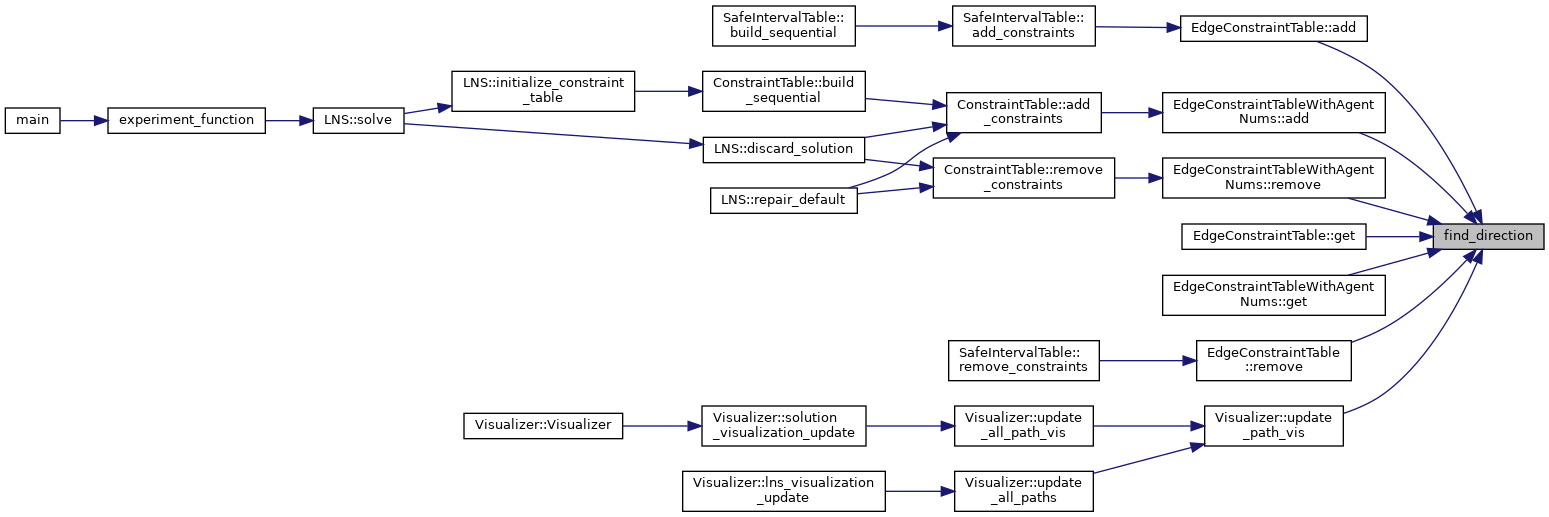 SafeIntervalTable::
build_sequential
SafeIntervalTable::
add_constraints
EdgeConstraintTable::add
LNS::initialize_constraint
_table
ConstraintTable::build
_sequential
ConstraintTable::add
_constraints
EdgeConstraintTableWithAgent
Nums::add
main
experiment_function
LNS::solve
LNS::discard_solution
ConstraintTable::remove
_constraints
EdgeConstraintTableWithAgent
Nums::remove
LNS::repair_default
EdgeConstraintTable::get
find_direction
EdgeConstraintTableWithAgent
Nums::get
SafeIntervalTable::
remove_constraints
EdgeConstraintTable
::remove
Visualizer::Visualizer
Visualizer::solution
_visualization_update
Visualizer::update
_all_path_vis
Visualizer::update
_path_vis
Visualizer::lns_visualization
_update
Visualizer::update
_all_paths